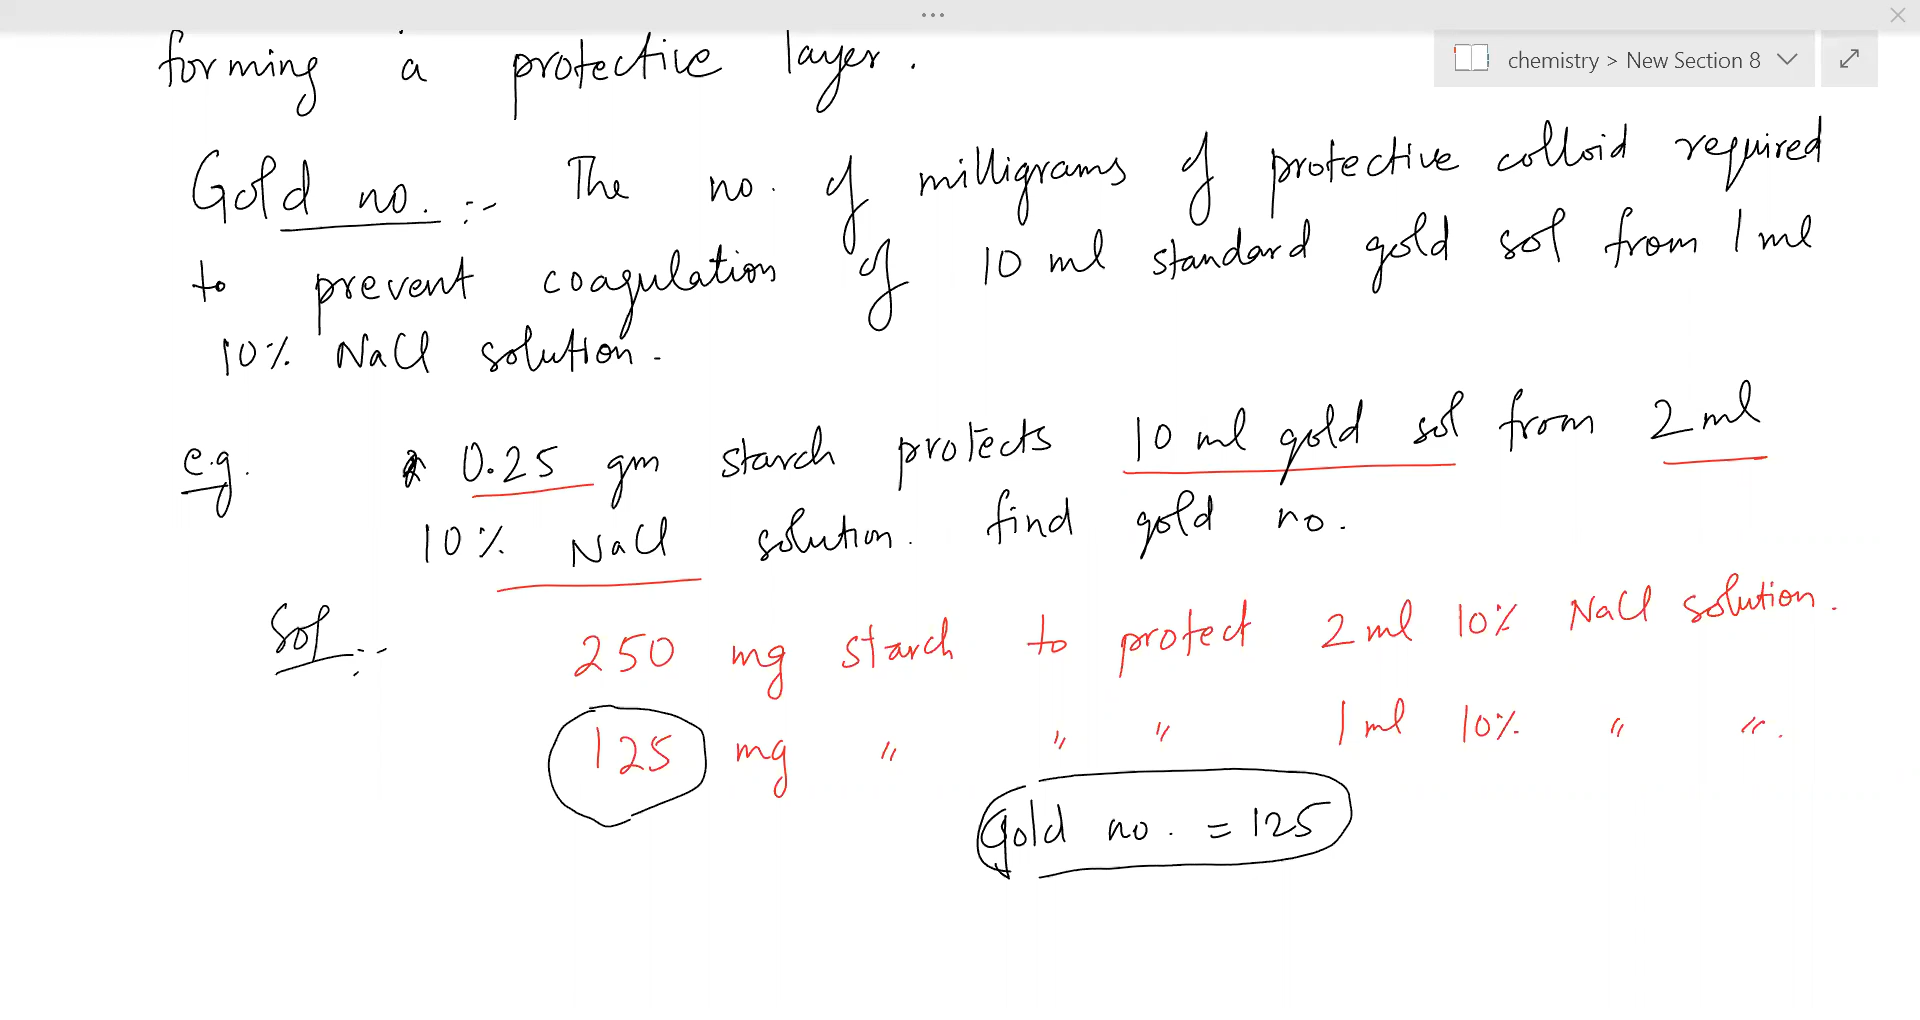 chemistry > New Section 8
forming a protective layer.
Gold no. :- The no. of milligrams of protective colloid required
to prevent coagulation of 10 ml standard gold sol from 1 ml
10% NaCl solution.
e.g. 0.25 gm starch protects 10 ml gold sol from 2 ml
10% NaCl solution. find gold no.
Sol :- 250 mg starch to protect 2 ml 10% NaCl solution.
125 mg " " " 1 ml 10% " ".
Gold no. = 125